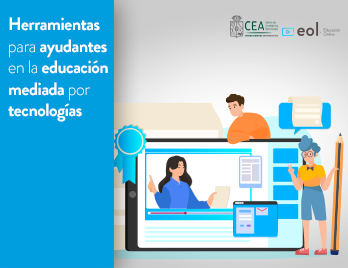 Herramientas
para ayudantes
en la educación
mediada por
tecnologías
CEA
eol